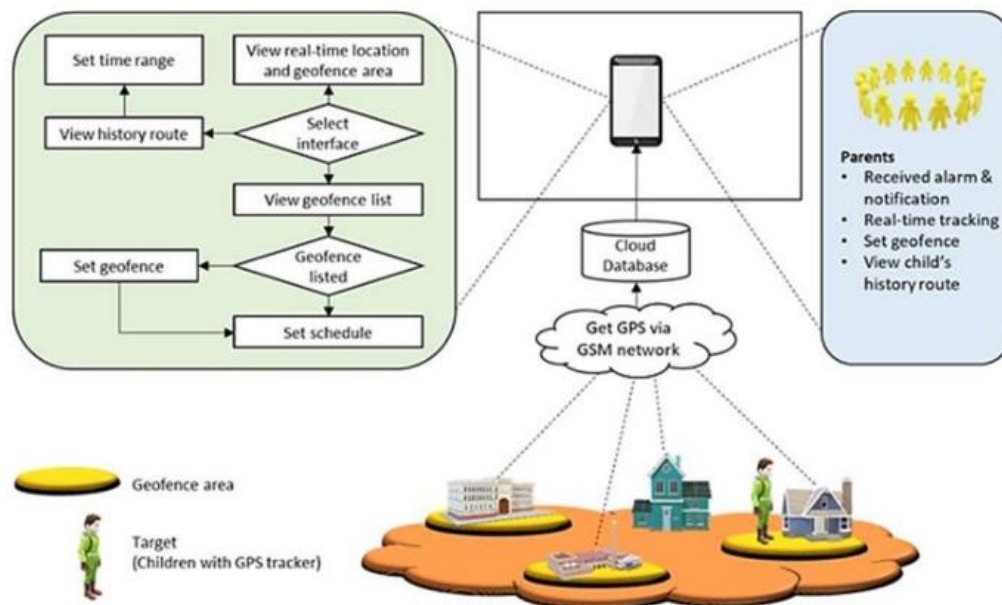 Set time range
View real-time location
and geofence area
View history route
Select
interface
View geofence list
Set geofence
Geofence
listed
Set schedule
Cloud
Database
Get GPS via
GSM network
Parents
• Received alarm &
notification
• Real-time tracking
• Set geofence
• View child's
history route
Geofence area
Target
(Children with GPS tracker)